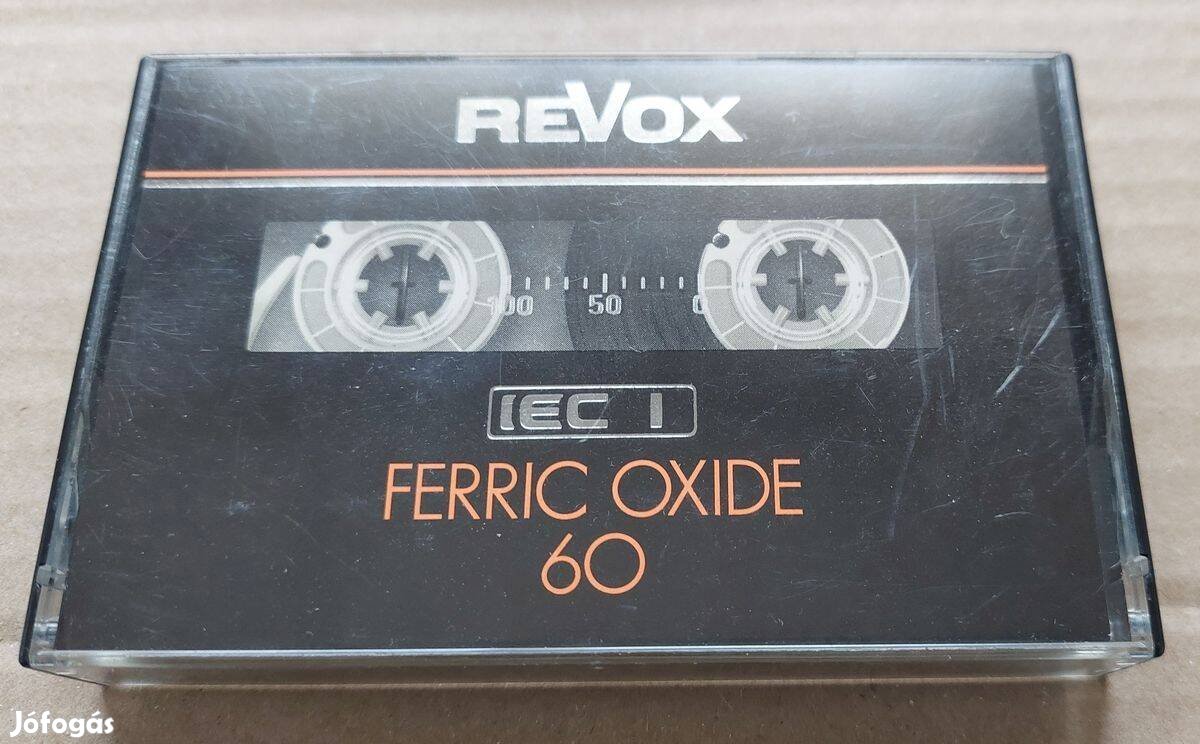 REVOX
100 50 0
IEC I
FERRIC OXIDE
60
Jófogás